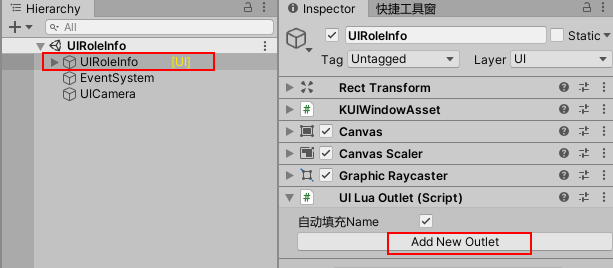 Hierarchy
All
UIRoleInfo
UIRoleInfo [UI]
EventSystem
UICamera
Inspector 快捷工具窗
UIRoleInfo Static
Tag Untagged Layer UI
Rect Transform
KUIWindowAsset
Canvas
Canvas Scaler
Graphic Raycaster
UI Lua Outlet (Script)
自动填充Name
Add New Outlet